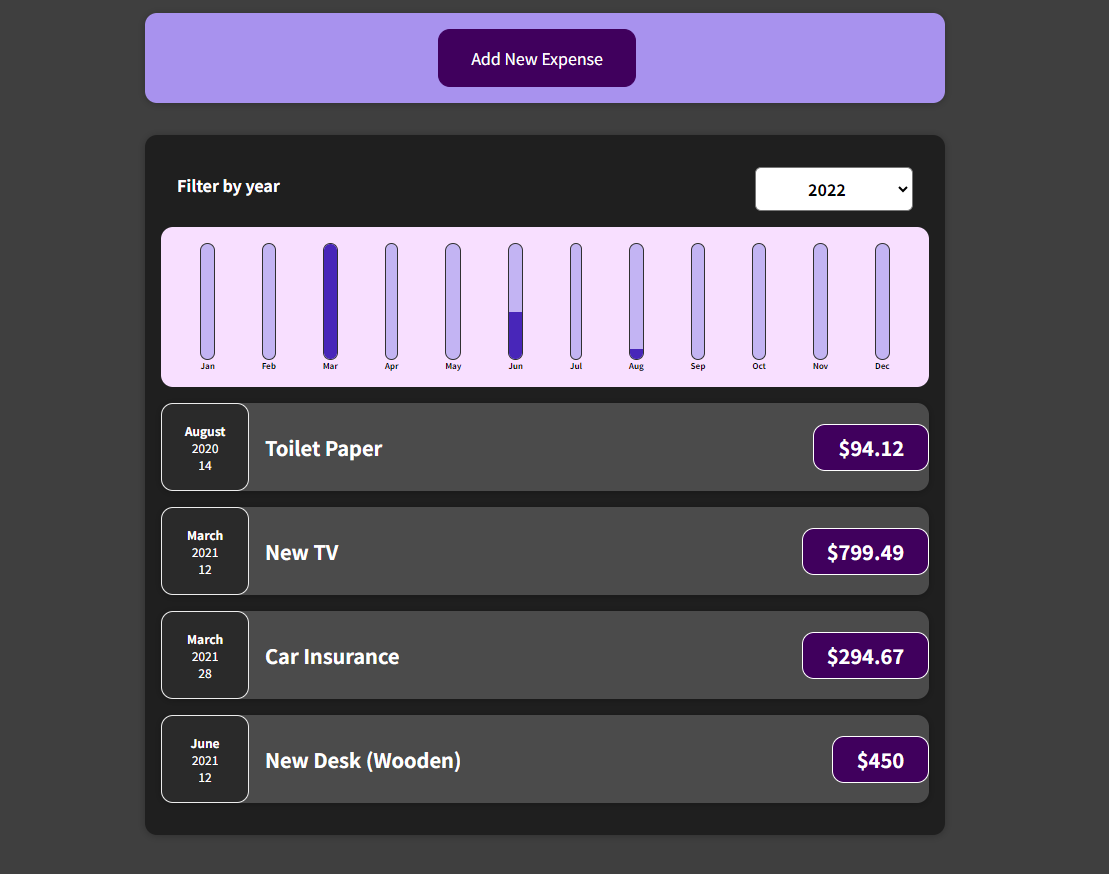 Add New Expense
Filter by year
2022
Jan Feb Mar Apr May Jun Jul Aug Sep Oct Nov Dec
August
2020
14
Toilet Paper
$94.12
March
2021
12
New TV
$799.49
March
2021
28
Car Insurance
$294.67
June
2021
12
New Desk (Wooden)
$450